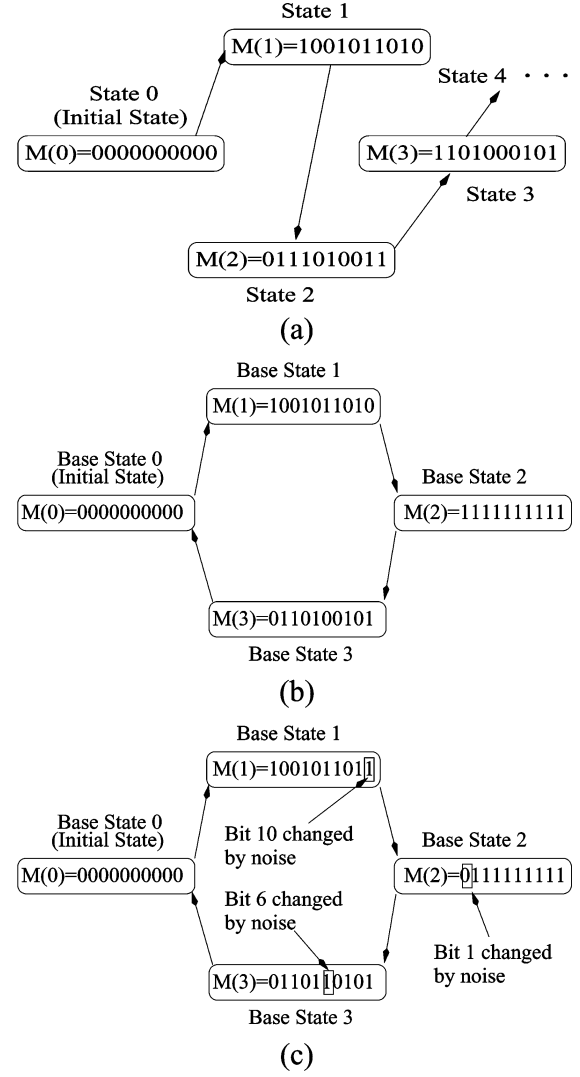 State 1
M(1)=1001011010
State 4 · · ·
State 0
(Initial State)
M(0)=0000000000
M(3)=1101000101
State 3
M(2)=0111010011
State 2
(a)
Base State 1
M(1)=1001011010
Base State 0
(Initial State)
Base State 2
M(0)=0000000000
M(2)=1111111111
M(3)=0110100101
Base State 3
(b)
Base State 1
M(1)=1001011011
Base State 0
(Initial State)
Bit 10 changed
by noise
Base State 2
M(0)=0000000000
M(2)=0111111111
Bit 6 changed
by noise
Bit 1 changed
by noise
M(3)=0110110101
Base State 3
(c)